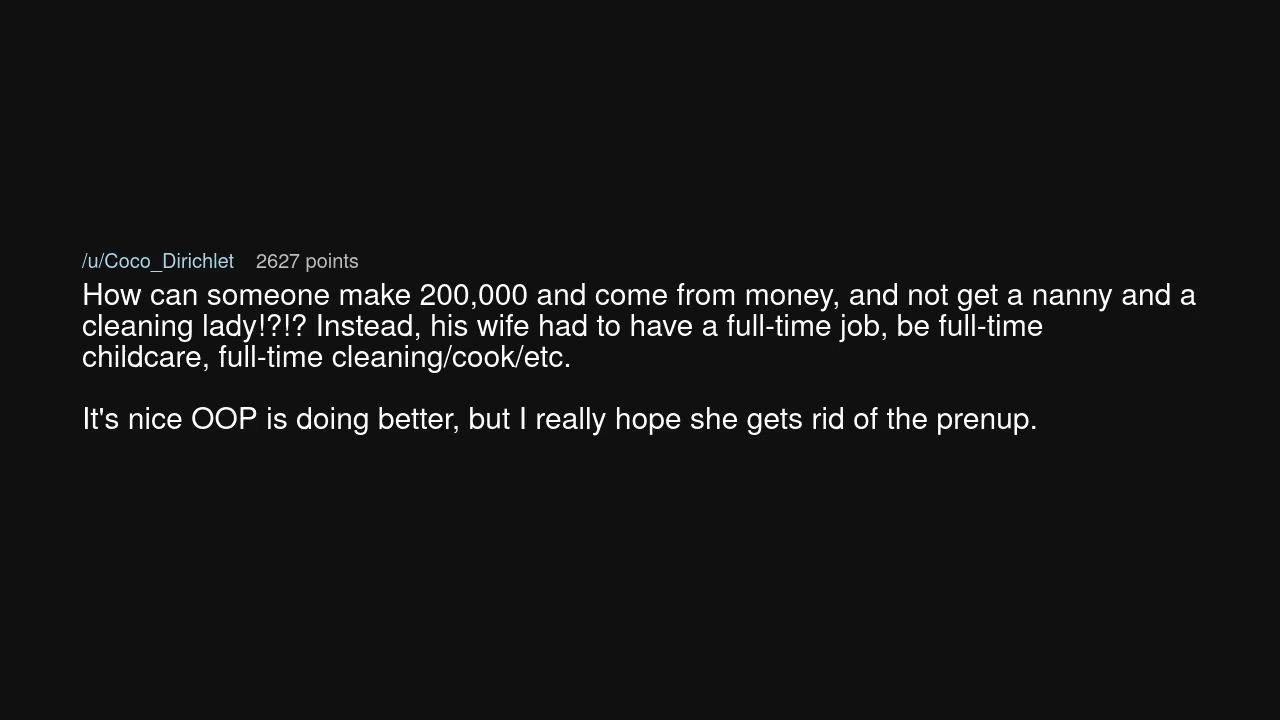 /u/Coco_Dirichlet 2627 points
How can someone make 200,000 and come from money, and not get a nanny and a
cleaning lady!?!? Instead, his wife had to have a full-time job, be full-time
childcare, full-time cleaning/cook/etc.
It's nice OOP is doing better, but I really hope she gets rid of the prenup.